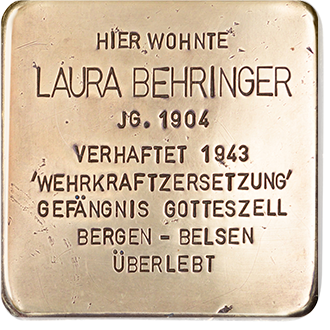 HIER WOHNTE
LAURA BEHRINGER
JG. 1904
VERHAFTET 1943
'WEHRKRAFTZERSETZUNG'
GEFÄNGNIS GOTTESZELL
BERGEN - BELSEN
ÜBERLEBT